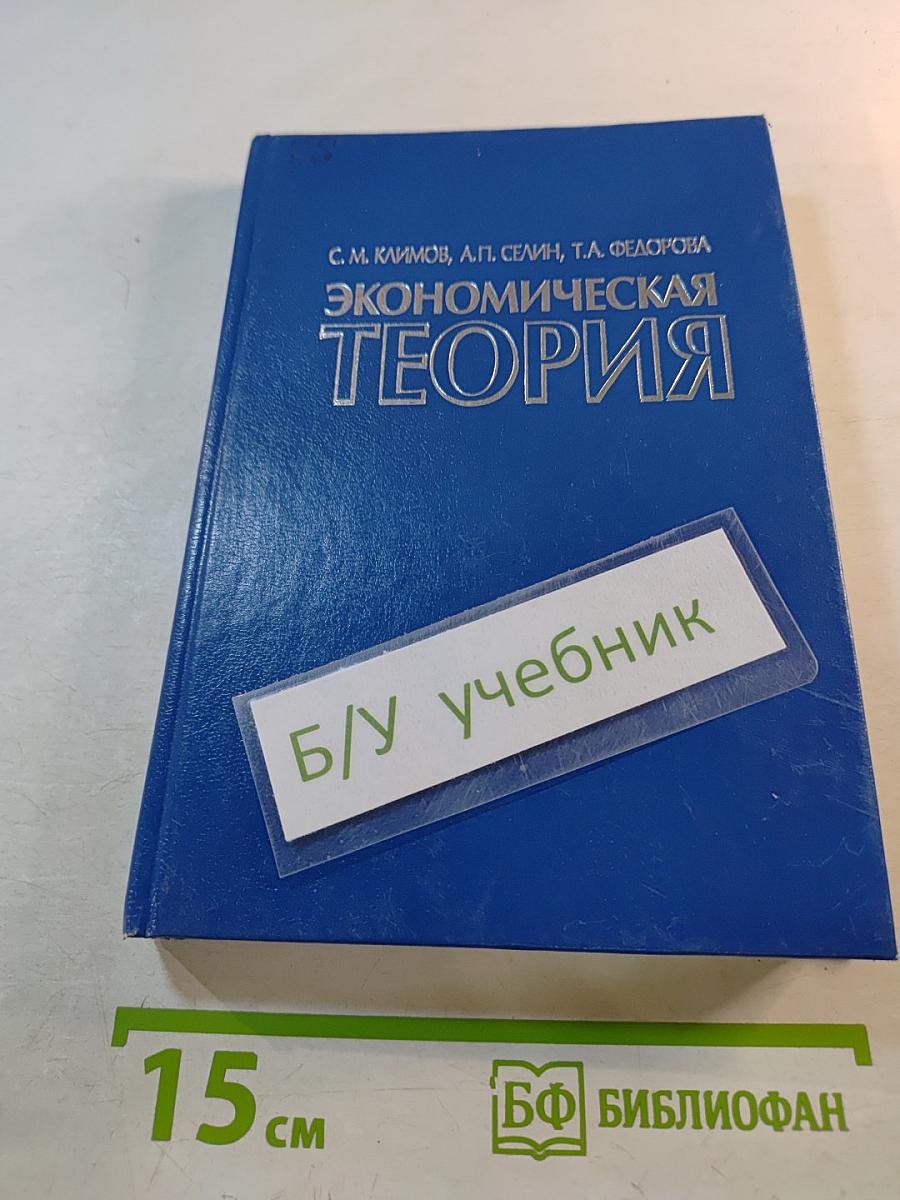 С. М. КЛИМОВ, А.П. СЕЛИН, Т.А. ФЕДОРОВА
ЭКОНОМИЧЕСКАЯ
ТЕОРИЯ
Б/У учебник
15 см
БФ БИБЛИОФАН